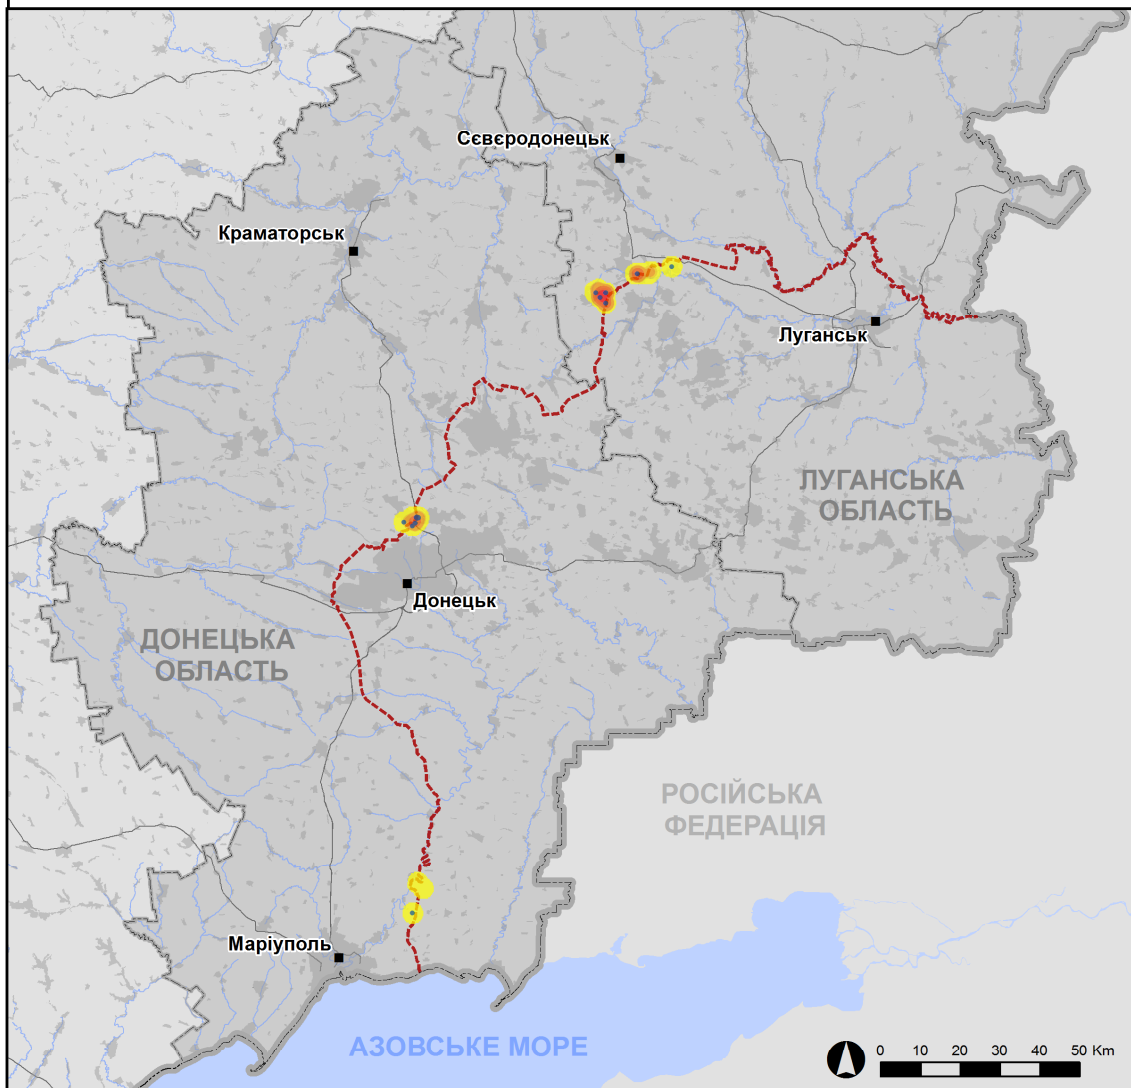 Сєвєродонецьк
Краматорськ
Луганськ
ЛУГАНСЬКА
ОБЛАСТЬ
Донецьк
ДОНЕЦЬКА
ОБЛАСТЬ
РОСІЙСЬКА
ФЕДЕРАЦІЯ
Маріуполь
АЗОВСЬКЕ МОРЕ
0 10 20 30 40 50 Km